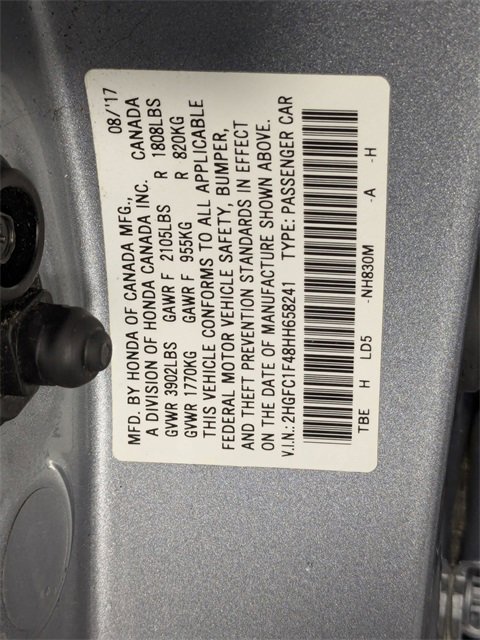 MFD. BY HONDA OF CANADA MFG., 08/'17
A DIVISION OF HONDA CANADA INC. CANADA
GVWR 3902LBS GAWR F 2105LBS R 1808LBS
GVWR 1770KG GAWR F 955KG R 820KG
THIS VEHICLE CONFORMS TO ALL APPLICABLE
FEDERAL MOTOR VEHICLE SAFETY, BUMPER,
AND THEFT PREVENTION STANDARDS IN EFFECT
ON THE DATE OF MANUFACTURE SHOWN ABOVE.
V.I.N.: 2HGFC1F48HH658241 TYPE: PASSENGER CAR
TBE H LD5 -NH830M -A -H